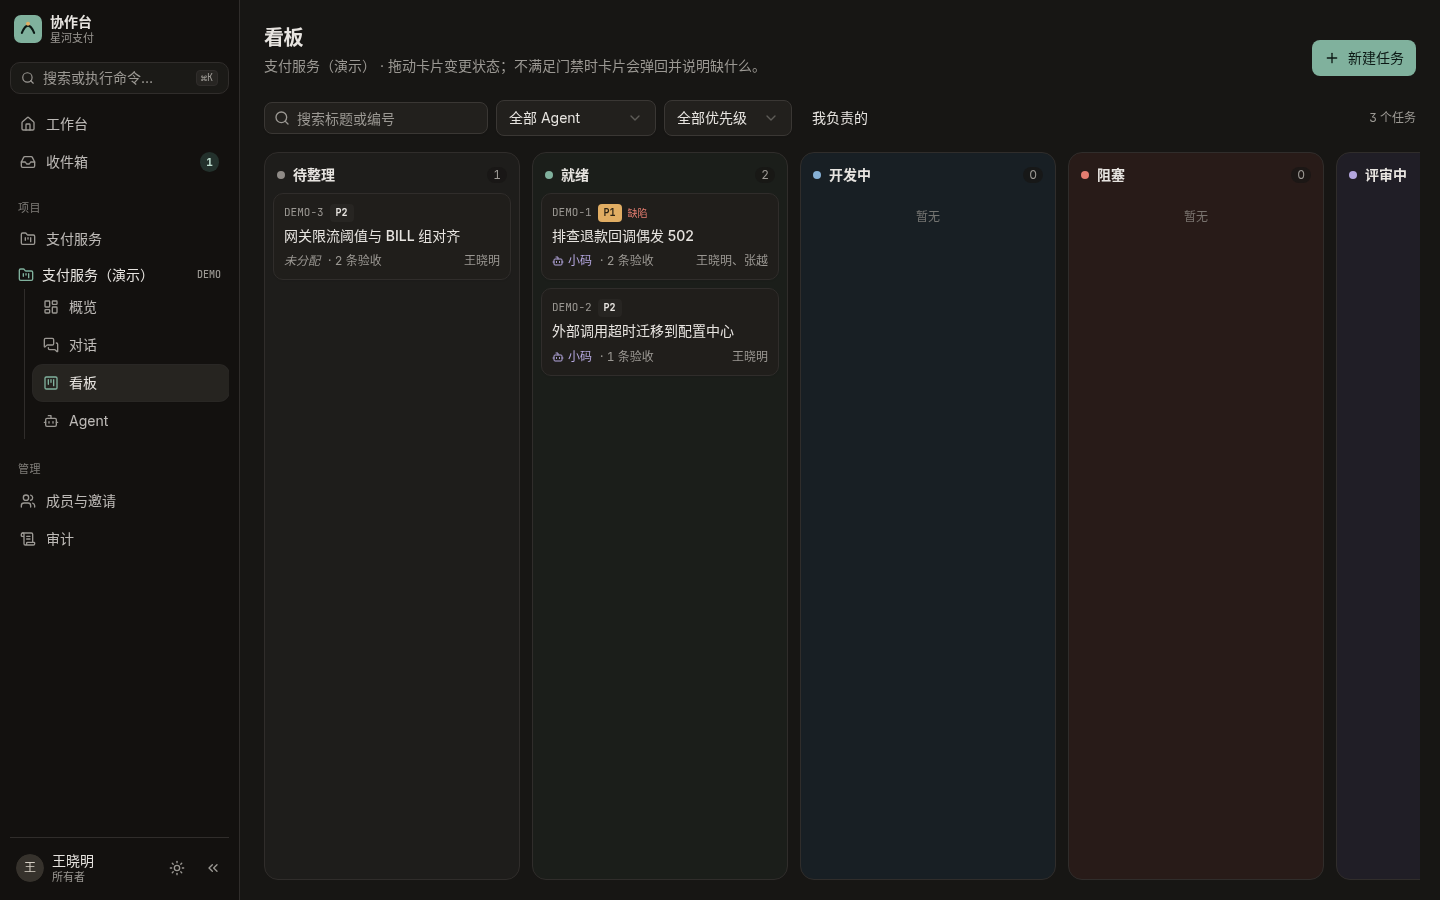 协作台
星河支付
搜索或执行命令... ⌘K
工作台
收件箱 1
项目
支付服务
支付服务（演示） DEMO
概览
对话
看板
Agent
管理
成员与邀请
审计
王 王晓明
所有者
看板
支付服务（演示） · 拖动卡片变更状态；不满足门禁时卡片会弹回并说明缺什么。
新建任务
搜索标题或编号 全部 Agent 全部优先级 我负责的 3 个任务
待整理 1
DEMO-3 P2
网关限流阈值与 BILL 组对齐
未分配 · 2 条验收 王晓明
就绪 2
DEMO-1 P1 缺陷
排查退款回调偶发 502
小码 · 2 条验收 王晓明、张越
DEMO-2 P2
外部调用超时迁移到配置中心
小码 · 1 条验收 王晓明
开发中 0
暂无
阻塞 0
暂无
评审中